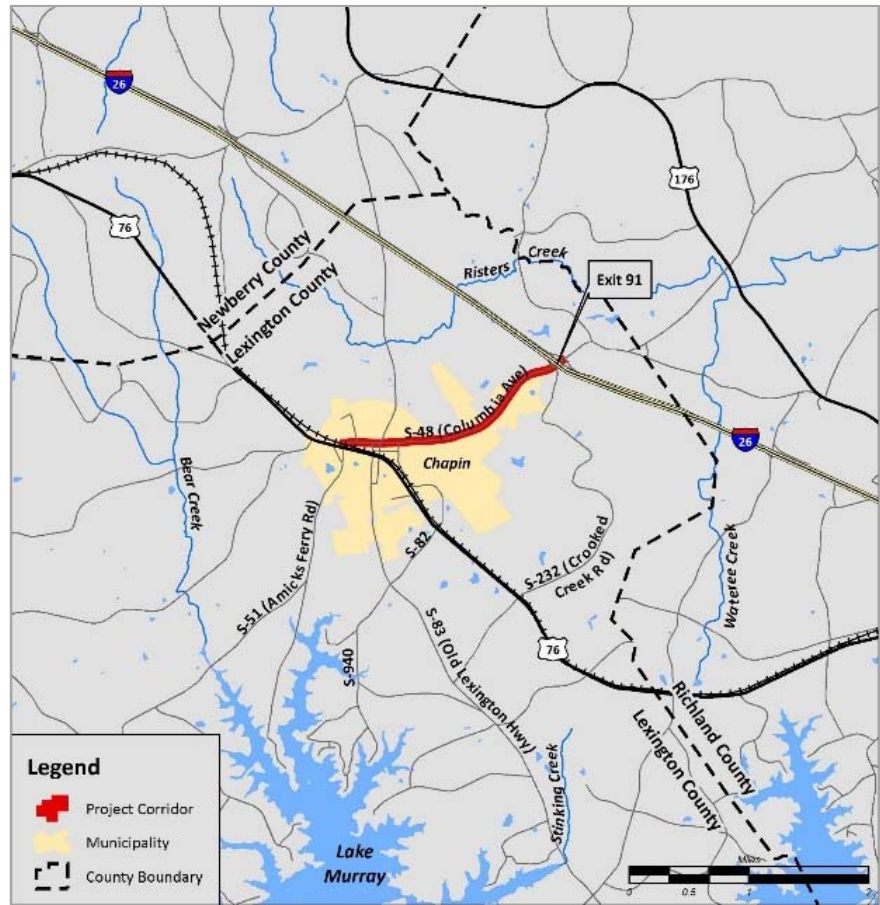 26
176
76
Newberry County
Lexington County
Risters Creek
Exit 91
S-48 (Columbia Ave)
26
Chapin
Bear Creek
S-51 (Amicks Ferry Rd)
S-82
S-232 (Crooked
Creek Rd)
Wateree Creek
S-940
S-83 (Old Lexington Hwy)
76
Richland County
Lexington County
Stinking Creek
Lake
Murray
Legend
Project Corridor
Municipality
County Boundary
Miles
0 0.5 1 2